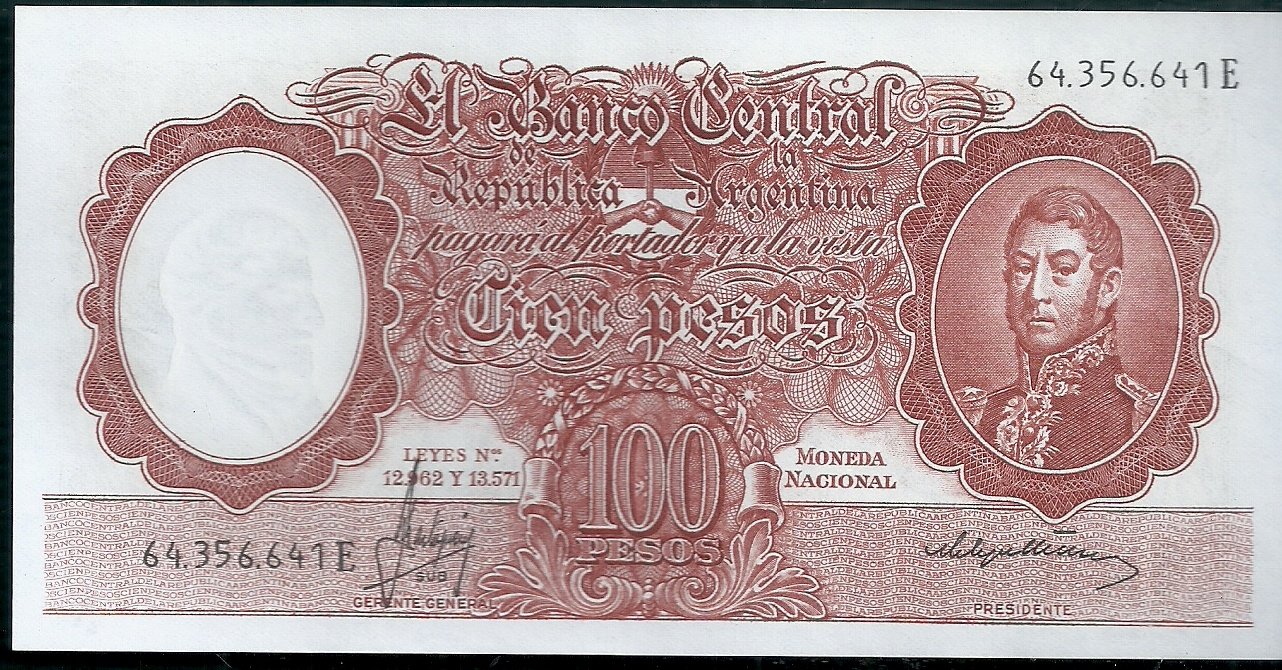 64.356.641E
El Banco Central
de la
República Argentina
pagará al portador y a la vista
Cien pesos
LEYES Nos.
12.962 Y 13.571
MONEDA
NACIONAL
100
PESOS
64.356.641E
SUB
GERENTE GENERAL
PRESIDENTE